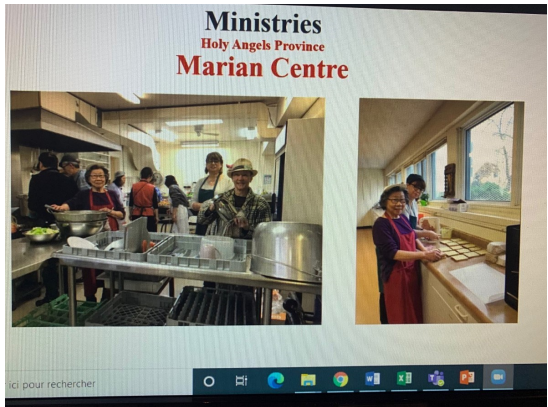 Ministries
Holy Angels Province
Marian Centre
ici pour rechercher